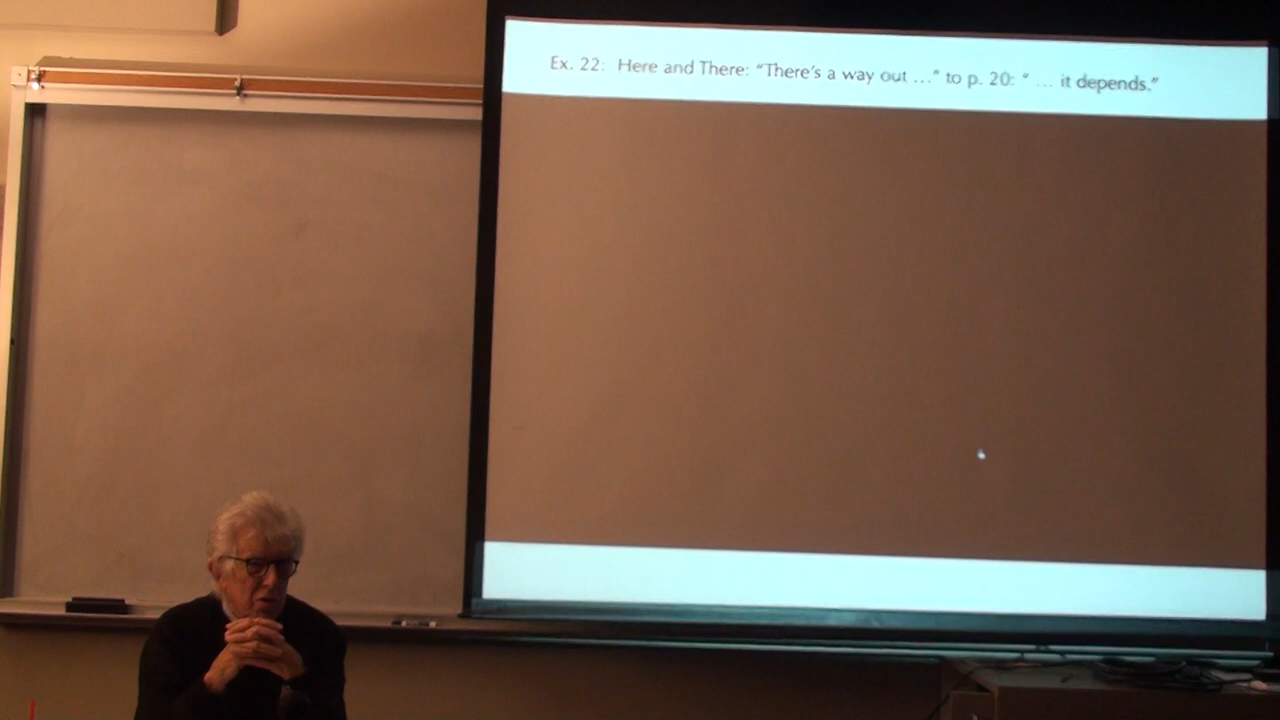 Ex. 22: Here and There: “There’s a way out ...” to p. 20: “ ... it depends.”